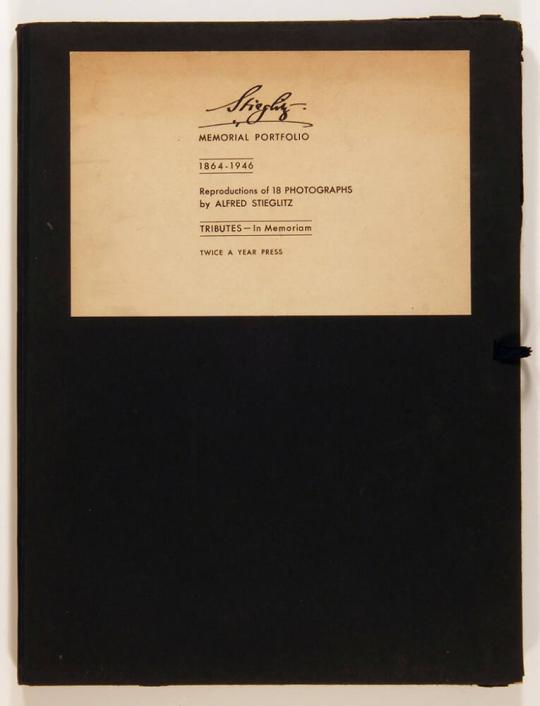 Stieglitz
MEMORIAL PORTFOLIO
1864-1946
Reproductions of 18 PHOTOGRAPHS
by ALFRED STIEGLITZ
TRIBUTES — In Memoriam
TWICE A YEAR PRESS